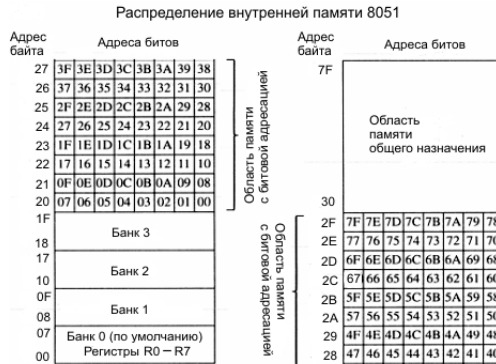 Распределение внутренней памяти 8051
Адрес байта
Адреса битов
27 3F 3E 3D 3C 3B 3A 39 38
26 37 36 35 34 33 32 31 30
25 2F 2E 2D 2C 2B 2A 29 28
24 27 26 25 24 23 22 21 20
23 1F 1E 1D 1C 1B 1A 19 18
22 17 16 15 14 13 12 11 10
21 0F 0E 0D 0C 0B 0A 09 08
20 07 06 05 04 03 02 01 00
Область памяти
с битовой адресацией
1F
Банк 3
18
17
Банк 2
10
0F
Банк 1
08
07
Банк 0 (по умолчанию)
Регистры R0 – R7
00
Адрес байта
Адреса битов
7F
Область
памяти
общего назначения
30
2F 7F 7E 7D 7C 7B 7A 79 78
2E 77 76 75 74 73 72 71 70
2D 6F 6E 6D 6C 6B 6A 69 68
2C 67 66 65 64 63 62 61 60
2B 5F 5E 5D 5C 5B 5A 59 58
2A 57 56 55 54 53 52 51 50
29 4F 4E 4D 4C 4B 4A 49 48
28 47 46 45 44 43 42 41 48
Область памяти
с битовой адресацией